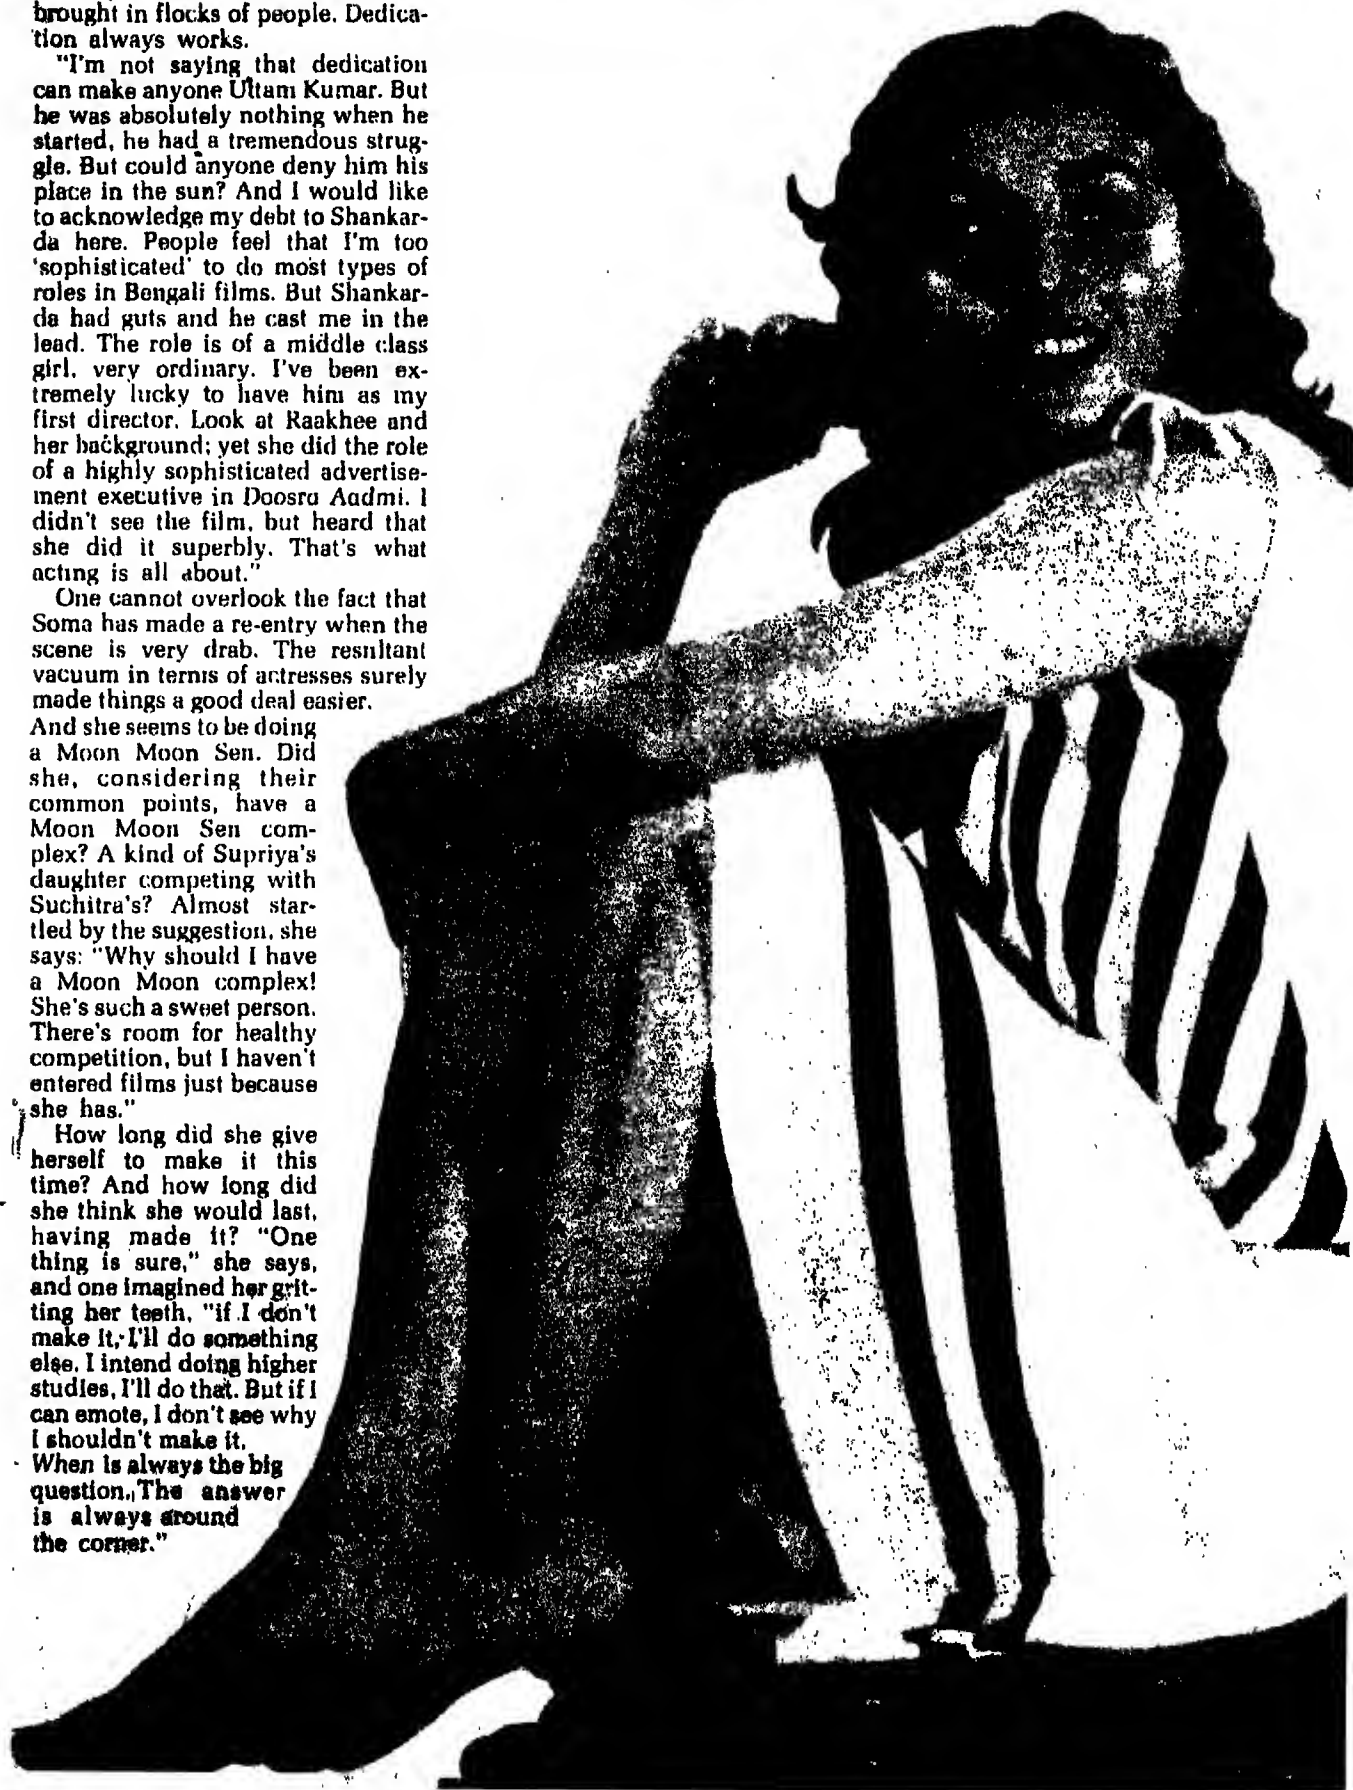 brought in flocks of people. Dedica-
tion always works.
"I'm not saying that dedication
can make anyone Uttam Kumar. But
he was absolutely nothing when he
started, he had a tremendous strug-
gle. But could anyone deny him his
place in the sun? And I would like
to acknowledge my debt to Shankar-
da here. People feel that I'm too
'sophisticated' to do most types of
roles in Bengali films. But Shankar-
da had guts and he cast me in the
lead. The role is of a middle class
girl, very ordinary. I've been ex-
tremely lucky to have him as my
first director. Look at Raakhee and
her background; yet she did the role
of a highly sophisticated advertise-
ment executive in Doosra Aadmi. I
didn't see the film, but heard that
she did it superbly. That's what
acting is all about."
One cannot overlook the fact that
Soma has made a re-entry when the
scene is very drab. The resultant
vacuum in terms of actresses surely
made things a good deal easier.
And she seems to be doing
a Moon Moon Sen. Did
she, considering their
common points, have a
Moon Moon Sen com-
plex? A kind of Supriya's
daughter competing with
Suchitra's? Almost star-
tled by the suggestion, she
says: "Why should I have
a Moon Moon complex!
She's such a sweet person.
There's room for healthy
competition, but I haven't
entered films just because
she has."
How long did she give
herself to make it this
time? And how long did
she think she would last,
having made it? "One
thing is sure," she says,
and one imagined her grit-
ting her teeth, "if I don't
make it, I'll do something
else. I intend doing higher
studies, I'll do that. But if I
can emote, I don't see why
I shouldn't make it.
When is always the big
question. The answer
is always around
the corner."